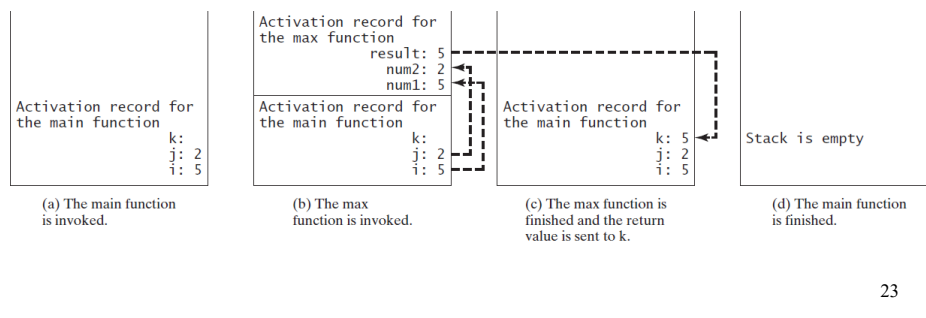 Activation record for
the main function
k:
j: 2
i: 5
(a) The main function
is invoked.
Activation record for
the max function
result: 5
num2: 2
num1: 5
Activation record for
the main function
k:
j: 2
i: 5
(b) The max
function is invoked.
Activation record for
the main function
k: 5
j: 2
i: 5
(c) The max function is
finished and the return
value is sent to k.
Stack is empty
(d) The main function
is finished.
23